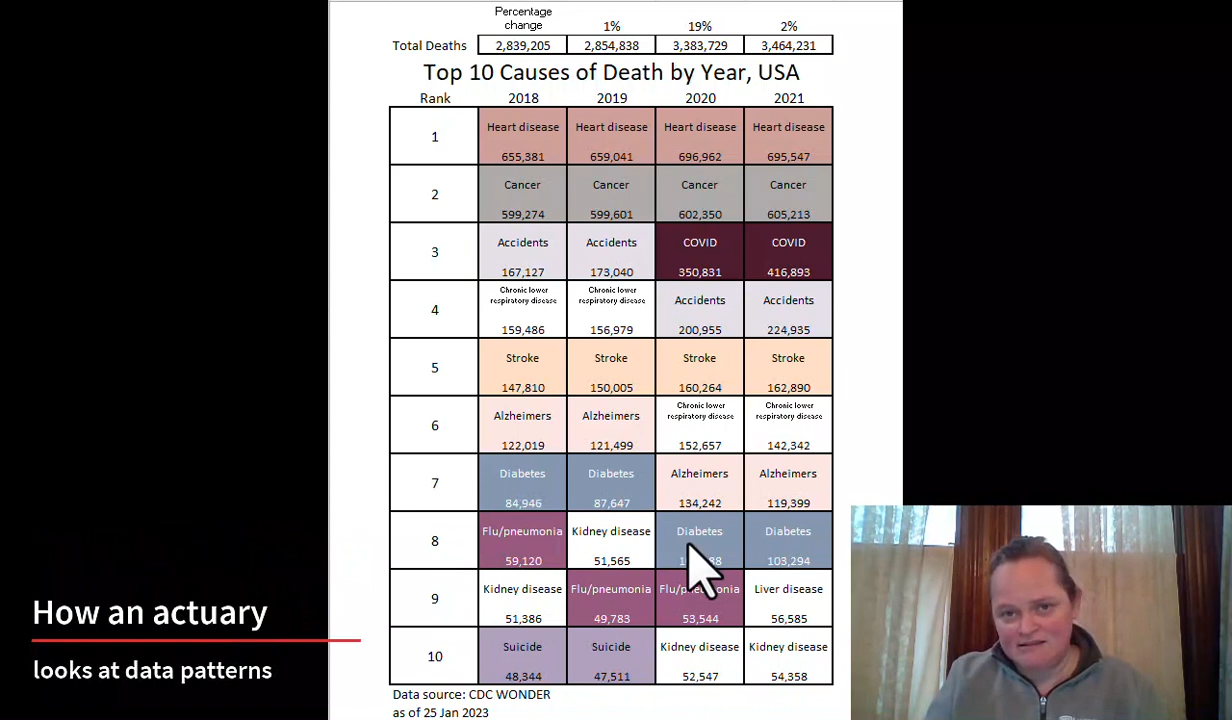 Percentage
change 1% 19% 2%
Total Deaths 2,839,205 2,854,838 3,383,729 3,464,231
Top 10 Causes of Death by Year, USA
Rank 2018 2019 2020 2021
1 Heart disease Heart disease Heart disease Heart disease
655,381 659,041 696,962 695,547
2 Cancer Cancer Cancer Cancer
599,274 599,601 602,350 605,213
3 Accidents Accidents COVID COVID
167,127 173,040 350,831 416,893
4 Chronic lower Chronic lower Accidents Accidents
respiratory disease respiratory disease
159,486 156,979 200,955 224,935
5 Stroke Stroke Stroke Stroke
147,810 150,005 160,264 162,890
6 Alzheimers Alzheimers Chronic lower Chronic lower
respiratory disease respiratory disease
122,019 121,499 152,657 142,342
7 Diabetes Diabetes Alzheimers Alzheimers
84,946 87,647 134,242 119,399
8 Flu/pneumonia Kidney disease Diabetes Diabetes
59,120 51,565 103,294
9 Kidney disease Flu/pneumonia Liver disease
51,386 49,783 53,544 56,585
10 Suicide Suicide Kidney disease Kidney disease
48,344 47,511 52,547 54,358
Data source: CDC WONDER
as of 25 Jan 2023
How an actuary
looks at data patterns